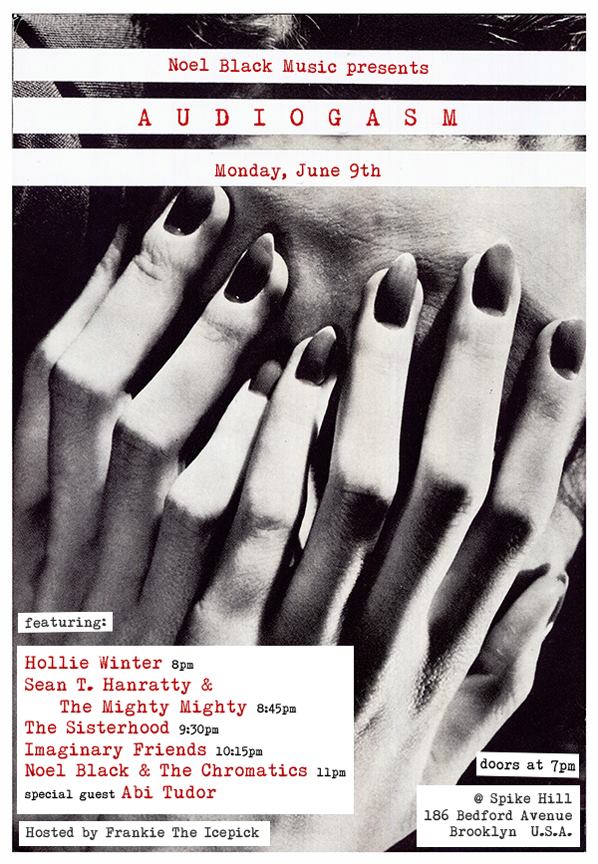 Noel Black Music presents
A U D I O G A S M
Monday, June 9th
featuring:
Hollie Winter 8pm
Sean T. Hanratty &
The Mighty Mighty 8:45pm
The Sisterhood 9:30pm
Imaginary Friends 10:15pm
Noel Black & The Chromatics 11pm
special guest Abi Tudor
Hosted by Frankie The Icepick
doors at 7pm
@ Spike Hill
186 Bedford Avenue
Brooklyn U.S.A.